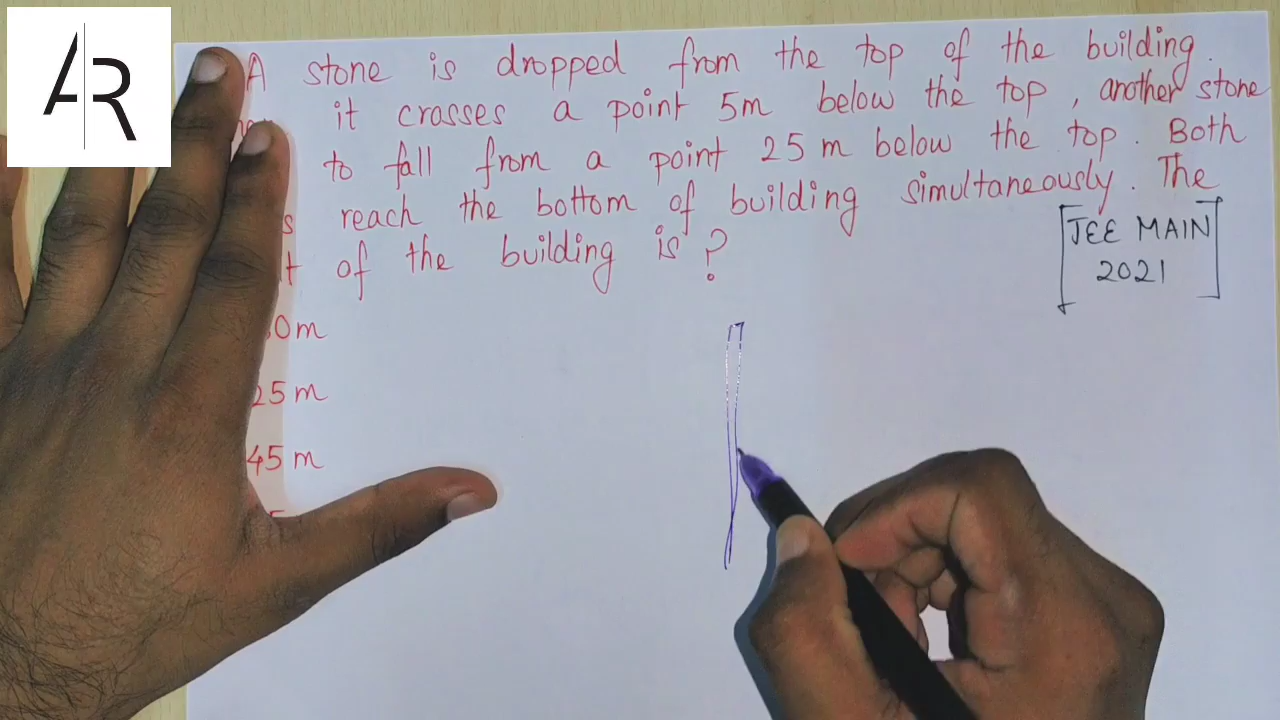 AR
A stone is dropped from the top of the building.
it crosses a point 5m below the top, another stone
to fall from a point 25 m below the top. Both
reach the bottom of building simultaneously. The
of the building is?
[JEE MAIN
2021]
0m
25 m
45 m